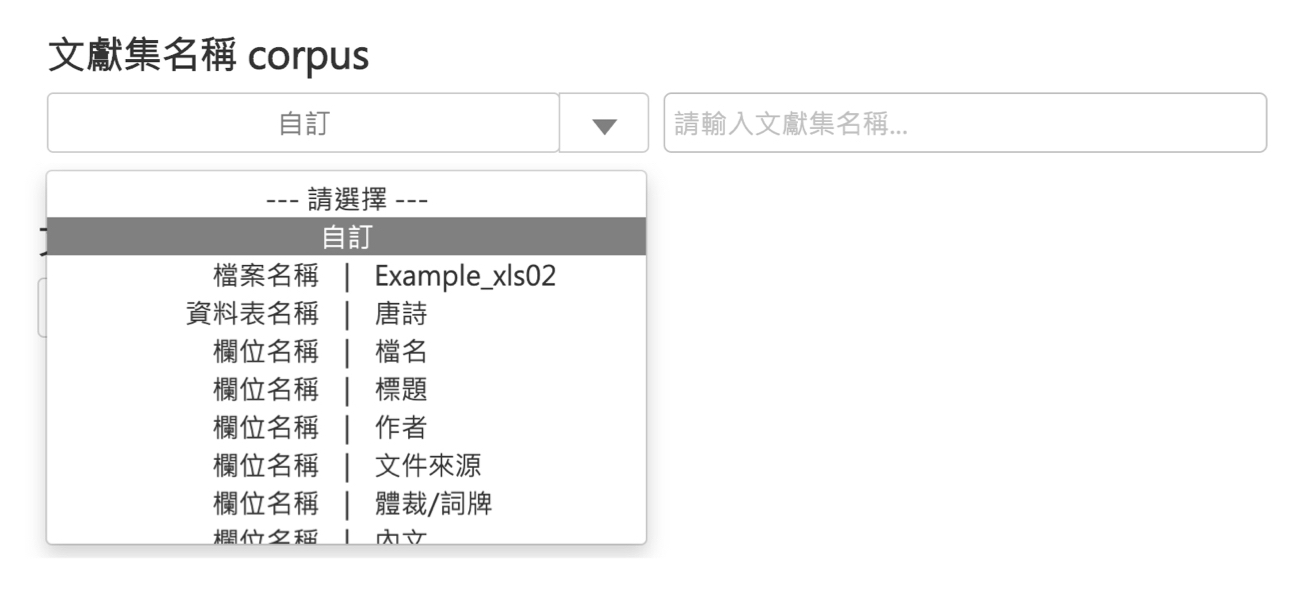 文獻集名稱 corpus
自訂 ▼ 請輸入文獻集名稱...
--- 請選擇 ---
自訂
檔案名稱 | Example_xls02
資料表名稱 | 唐詩
欄位名稱 | 檔名
欄位名稱 | 標題
欄位名稱 | 作者
欄位名稱 | 文件來源
欄位名稱 | 體裁/詞牌
欄位名稱 | 內文